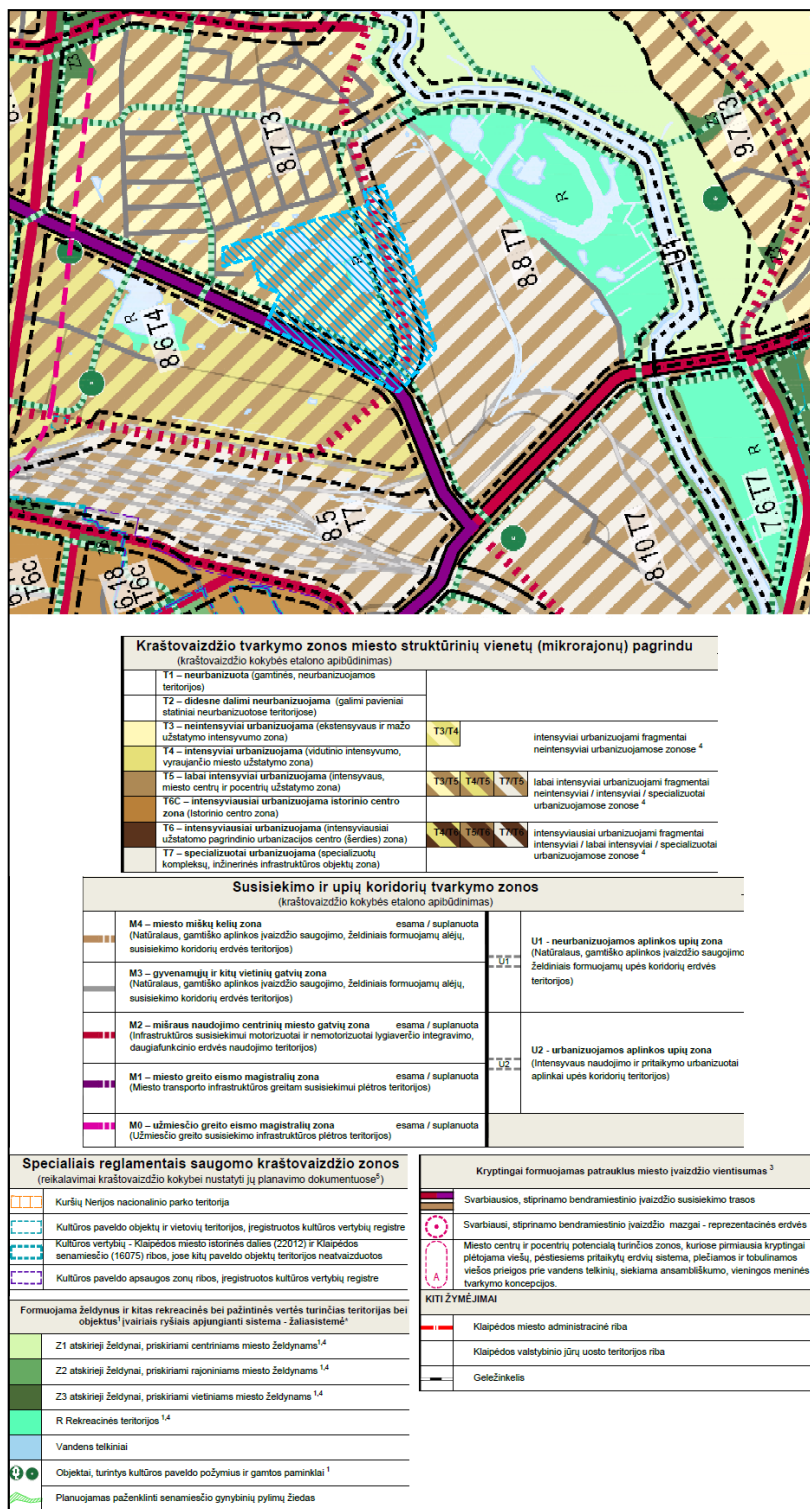 Z3
8.7 T3
9.7 T3
Z3
R
U1
R
8.8 T7
R
8.6 T4
Z3
8.5
T7
R
7.6 T7
8.10 T7
T6C
6.8
T6C
Kraštovaizdžio tvarkymo zonos miesto struktūrinių vienetų (mikrorajonų) pagrindu
(kraštovaizdžio kokybės etalono apibūdinimas)
T1 – neurbanizuota (gamtinės, neurbanizuojamos
teritorijos)
T2 – didesne dalimi neurbanizuojama (galimi pavieniai
statiniai neurbanizuotose teritorijose)
T3 – neintensyviai urbanizuojama (ekstensyvaus ir mažo
užstatymo intensyvumo zona)
T3/T4
intensyviai urbanizuojami fragmentai
neintensyviai urbanizuojamose zonose 4
T4 – intensyviai urbanizuojama (vidutinio intensyvumo,
vyraujančio miesto užstatymo zona)
T5 – labai intensyviai urbanizuojama (intensyvaus,
miesto centrų ir pocentrių užstatymo zona)
T3/T5 T4/T5 T7/T5
labai intensyviai urbanizuojami fragmentai
neintensyviai / intensyviai / specializuotai
urbanizuojamose zonose 4
T6C – intensyviausiai urbanizuojama istorinio centro
zona (Istorinio centro zona)
T6 – intensyviausiai urbanizuojama (intensyviausiai
užstatomo pagrindinio urbanizacijos centro (šerdies) zona)
T4/T6 T5/T6 T7/T6
intensyviausiai urbanizuojami fragmentai
intensyviai / labai intensyviai / specializuotai
urbanizuojamose zonose 4
T7 – specializuotai urbanizuojama (specializuotų
kompleksų, inžinerinės infrastruktūros objektų zona)
Susisiekimo ir upių koridorių tvarkymo zonos
(kraštovaizdžio kokybės etalono apibūdinimas)
M4 – miesto miškų kelių zona esama / suplanuota
(Natūralaus, gamtiško aplinkos įvaizdžio saugojimo, želdiniais formuojamų alėjų,
susisiekimo koridorių erdvės teritorijos)
M3 – gyvenamųjų ir kitų vietinių gatvių zona esama / suplanuota
(Natūralaus, gamtiško aplinkos įvaizdžio saugojimo, želdiniais formuojamų alėjų,
susisiekimo koridorių erdvės teritorijos)
M2 – mišraus naudojimo centrinių miesto gatvių zona esama / suplanuota
(Infrastruktūros susisiekimui motorizuotai ir nemotorizuotai lygiaverčio integravimo,
daugiafunkcinio erdvės naudojimo teritorijos)
M1 – miesto greito eismo magistralių zona esama / suplanuota
(Miesto transporto infrastruktūros greitam susisiekimui plėtros teritorijos)
M0 – užmiesčio greito eismo magistralių zona esama / suplanuota
(Užmiesčio greito susisiekimo infrastruktūros plėtros teritorijos)
U1
U1 - neurbanizuojamos aplinkos upių zona
(Natūralaus, gamtiško aplinkos įvaizdžio saugojimo
želdiniais formuojamų upės koridorių erdvės
teritorijos)
U2
U2 - urbanizuojamos aplinkos upių zona
(Intensyvaus naudojimo ir pritaikymo urbanizuotai
aplinkai upės koridorių teritorijos)
Specialiais reglamentais saugomo kraštovaizdžio zonos
(reikalavimai kraštovaizdžio kokybei nustatyti jų planavimo dokumentuose5)
Kuršių Nerijos nacionalinio parko teritorija
Kultūros paveldo objektų ir vietovių teritorijos, įregistruotos kultūros vertybių registre
Kultūros vertybių - Klaipėdos miesto istorinės dalies (22012) ir Klaipėdos
senamiesčio (16075) ribos, jose kitų paveldo objektų teritorijos neatvaizduotos
Kultūros paveldo apsaugos zonų ribos, įregistruotos kultūros vertybių registre
Formuojama želdynus ir kitas rekreacinės bei pažintinės vertės turinčias teritorijas bei
objektus1 įvairiais ryšiais apjungianti sistema - žaliasistemė*
Z1 atskirieji želdynai, priskiriami centriniams miesto želdynams1,4
Z2 atskirieji želdynai, priskiriami rajoniniams miesto želdynams 1,4
Z3 atskirieji želdynai, priskiriami vietiniams miesto želdynams 1,4
R Rekreacinės teritorijos 1,4
Vandens telkiniai
Objektai, turintys kultūros paveldo požymius ir gamtos paminklai 1
Planuojamas paženklinti senamiesčio gynybinių pylimų žiedas
Kryptingai formuojamas patrauklus miesto įvaizdžio vientisumas 3
Svarbiausios, stiprinamo bendramiestinio įvaizdžio susisiekimo trasos
Svarbiausi, stiprinamo bendramiestinio įvaizdžio mazgai - reprezentacinės erdvė
A
Miesto centrų ir pocentrių potencialą turinčios zonos, kuriose pirmiausia kryptingai
plėtojama viešų, pėstiesiems pritaikytų erdvių sistema, plečiamos ir tobulinamos
viešos prieigos prie vandens telkinių, siekiama ansambliškumo, vieningos meninės
tvarkymo koncepcijos.
KITI ŽYMĖJIMAI
Klaipėdos miesto administracinė riba
Klaipėdos valstybinio jūrų uosto teritorijos riba
Geležinkelis